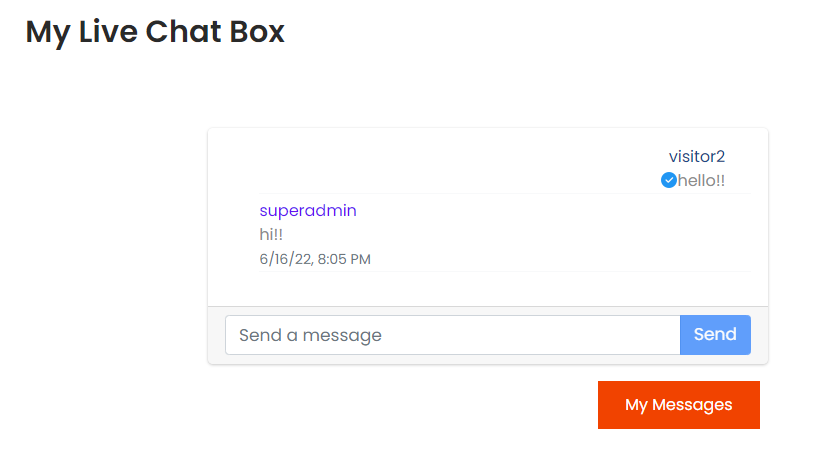 My Live Chat Box
visitor2
hello!!
superadmin
hi!!
6/16/22, 8:05 PM
Send a message
Send
My Messages